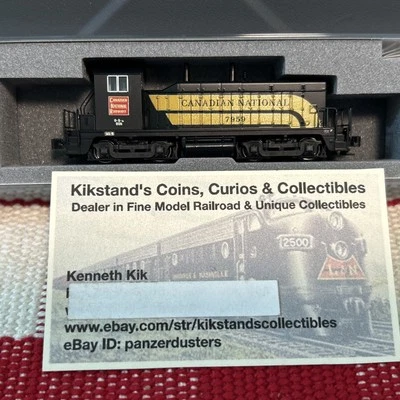 CANADIAN NATIONAL
7959
Kikstand's Coins, Curios & Collectibles
Dealer in Fine Model Railroad & Unique Collectibles
2500
Kenneth Kik
www.ebay.com/str/kikstandscollectibles
eBay ID: panzerdusters